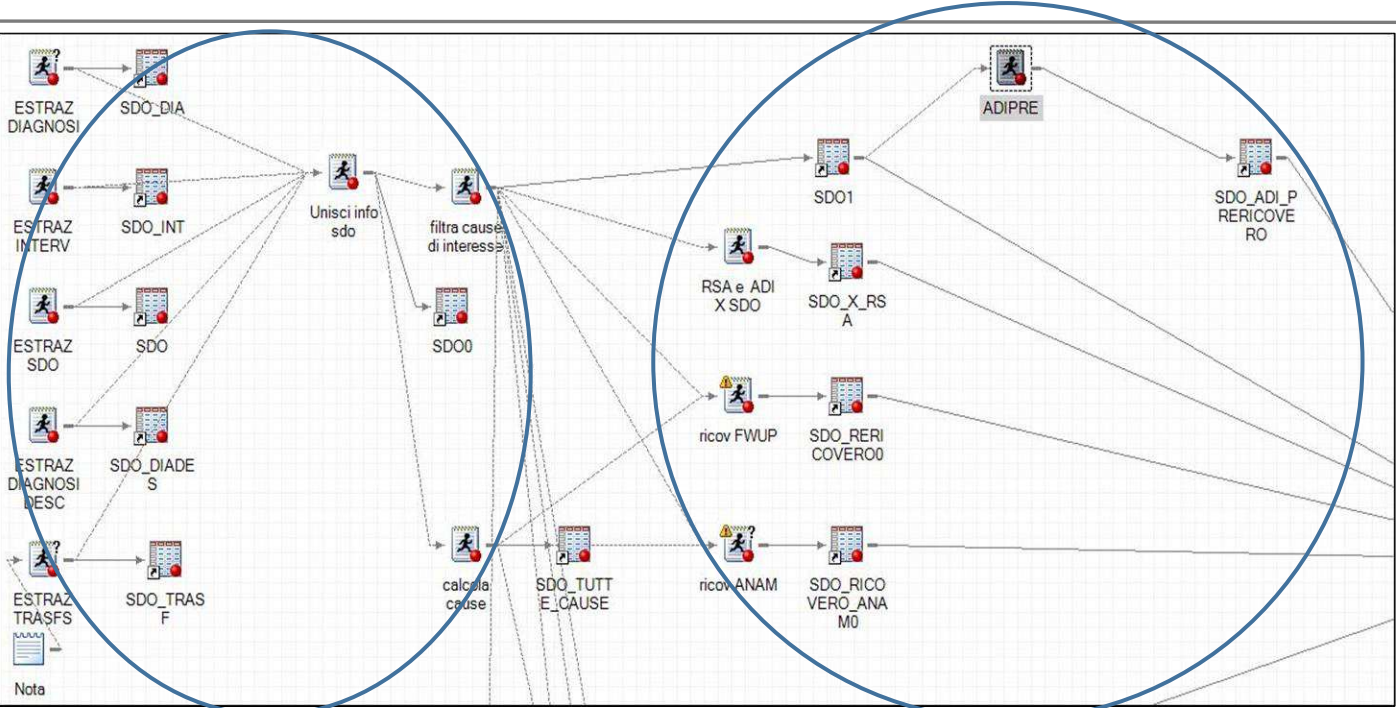 ESTRAZ
DIAGNOSI
SDO_DIA
ADIPRE
ESTRAZ
INTERV
SDO_INT
Unisci info
sdo
filtra cause
di interesse
SDO1
SDO_ADI_P
RERICOVE
RO
ESTRAZ
SDO
SDO
SDO0
RSA e ADI
X SDO
SDO_X_RS
A
ESTRAZ
DIAGNOSI
DESC
SDO_DIADE
S
ricov FWUP
SDO_RERI
COVERO0
ESTRAZ
TRASFS
SDO_TRAS
F
calcola
cause
SDO_TUTT
E_CAUSE
ricov ANAM
SDO_RICO
VERO_ANA
M0
Nota